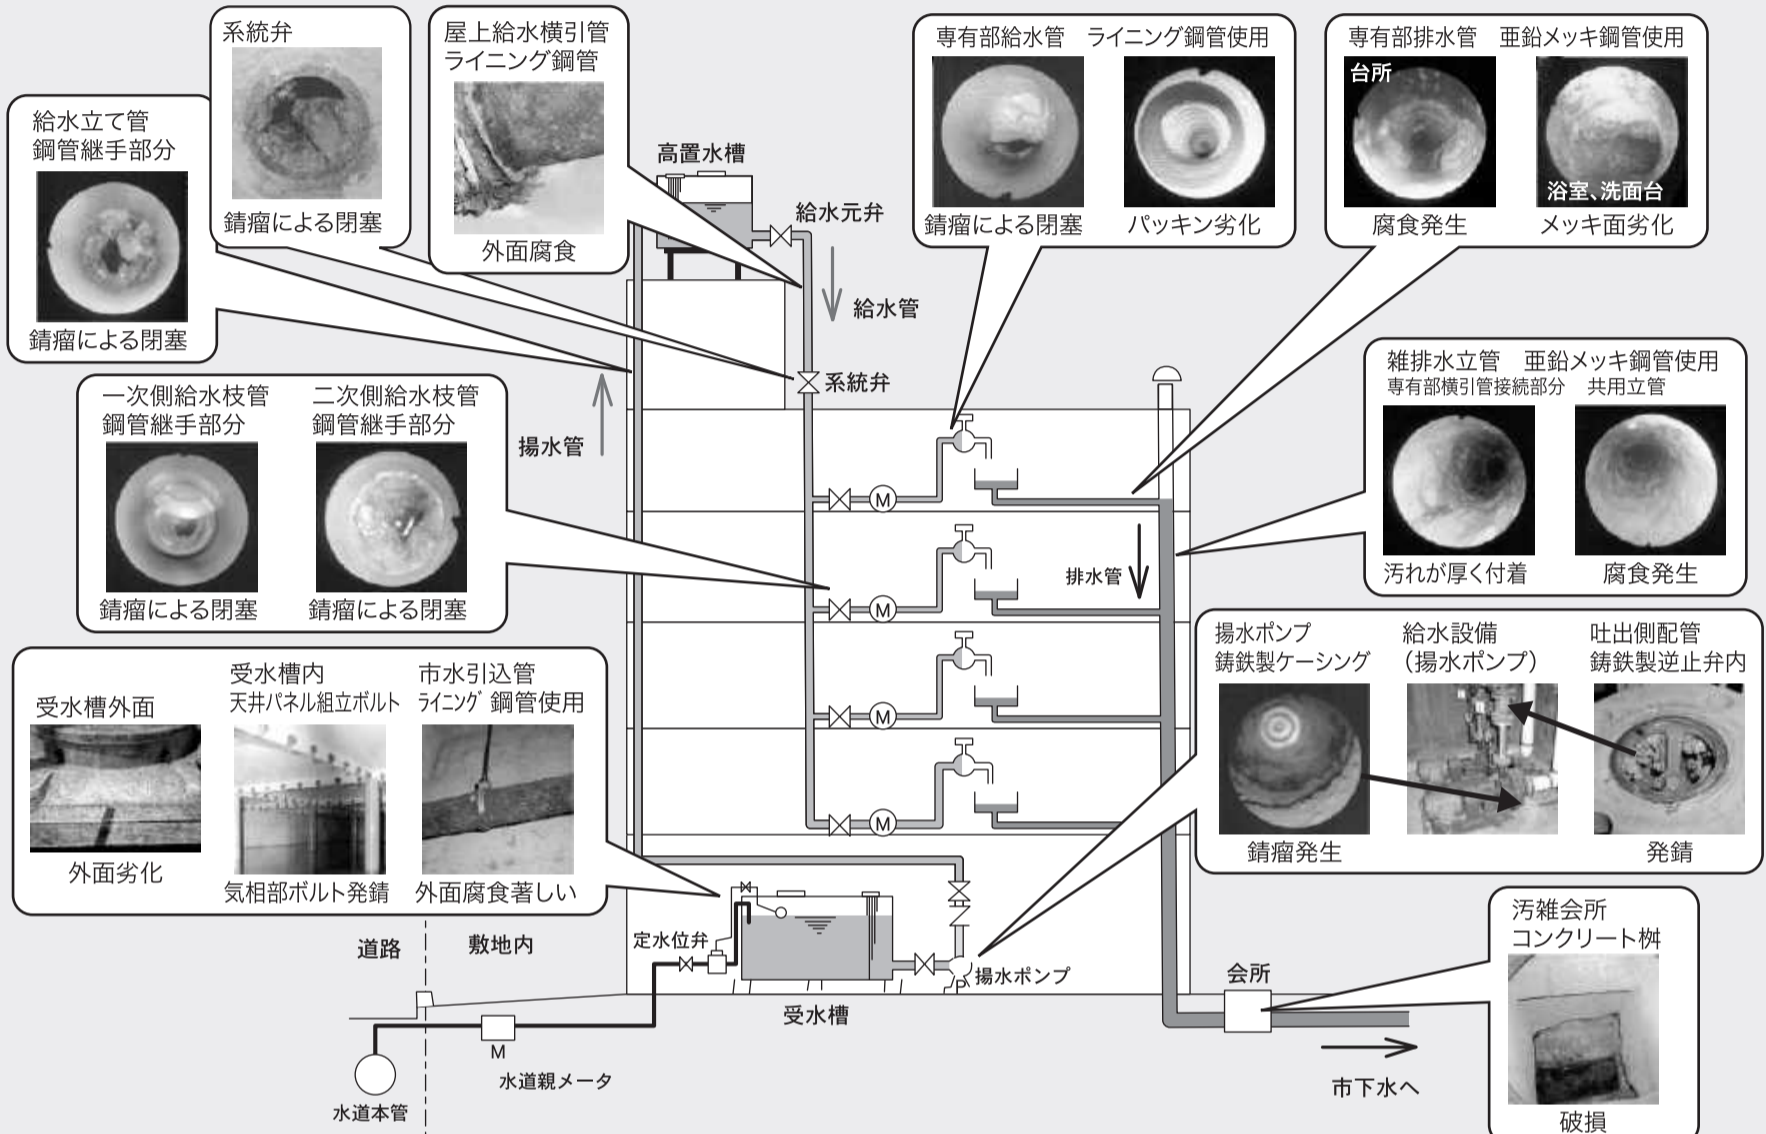 系統弁
錆瘤による閉塞
屋上給水横引管
ライニング鋼管
外面腐食
給水立て管
鋼管継手部分
錆瘤による閉塞
高置水槽
給水元弁
給水管
系統弁
揚水管
専有部給水管 ライニング鋼管使用
錆瘤による閉塞 パッキン劣化
専有部排水管 亜鉛メッキ鋼管使用
台所
浴室、洗面台
腐食発生 メッキ面劣化
一次側給水枝管 二次側給水枝管
鋼管継手部分 鋼管継手部分
錆瘤による閉塞 錆瘤による閉塞
雑排水立管 亜鉛メッキ鋼管使用
専有部横引管接続部分 共用立管
汚れが厚く付着 腐食発生
M
M
M
M
排水管
受水槽外面
外面劣化
受水槽内
天井パネル組立ボルト
気相部ボルト発錆
市水引込管
ライニング 鋼管使用
外面腐食著しい
揚水ポンプ
鋳鉄製ケーシング
錆瘤発生
給水設備
（揚水ポンプ）
吐出側配管
鋳鉄製逆止弁内
発錆
道路
敷地内
定水位弁
受水槽
P
揚水ポンプ
会所
汚雑会所
コンクリート桝
破損
M
水道親メータ
水道本管
市下水へ